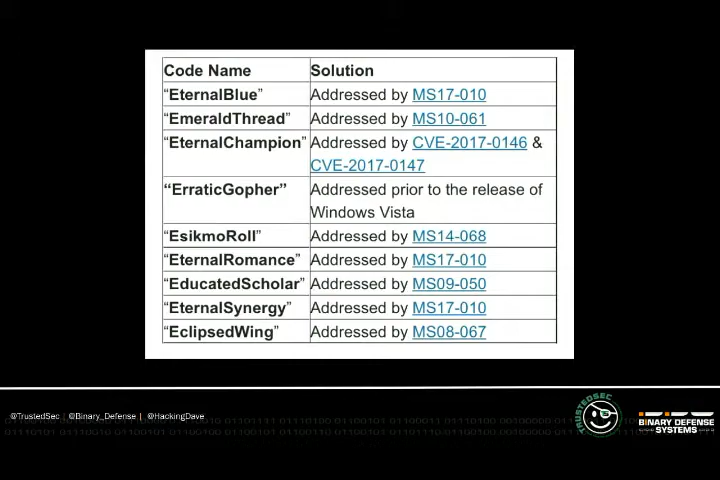 Code Name Solution
“EternalBlue” Addressed by MS17-010
“EmeraldThread” Addressed by MS10-061
“EternalChampion” Addressed by CVE-2017-0146 &
CVE-2017-0147
“ErraticGopher” Addressed prior to the release of
Windows Vista
“EsikmoRoll” Addressed by MS14-068
“EternalRomance” Addressed by MS17-010
“EducatedScholar” Addressed by MS09-050
“EternalSynergy” Addressed by MS17-010
“EclipsedWing” Addressed by MS08-067
@TrustedSec | @Binary_Defense | @HackingDave
TRUSTEDSEC
BINARY DEFENSE
SYSTEMS